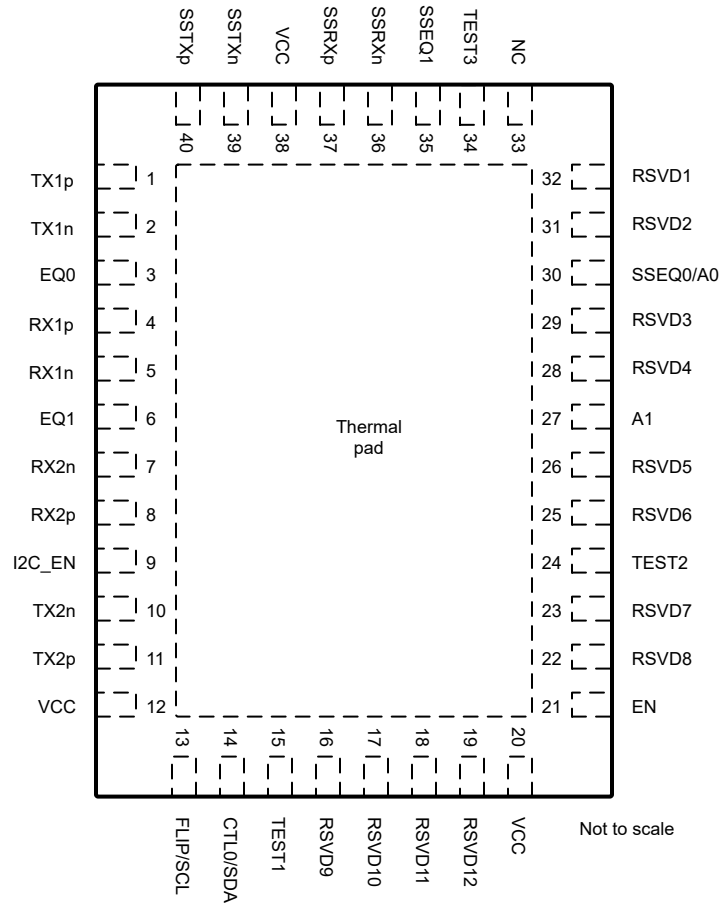 SSTXp
SSTXn
VCC
SSRXp
SSRXn
SSEQ1
TEST3
NC
40
39
38
37
36
35
34
33
TX1p 1
TX1n 2
EQ0 3
RX1p 4
RX1n 5
EQ1 6
RX2n 7
RX2p 8
I2C_EN 9
TX2n 10
TX2p 11
VCC 12
Thermal
pad
32 RSVD1
31 RSVD2
30 SSEQ0/A0
29 RSVD3
28 RSVD4
27 A1
26 RSVD5
25 RSVD6
24 TEST2
23 RSVD7
22 RSVD8
21 EN
13
14
15
16
17
18
19
20
FLIP/SCL
CTL0/SDA
TEST1
RSVD9
RSVD10
RSVD11
RSVD12
VCC
Not to scale